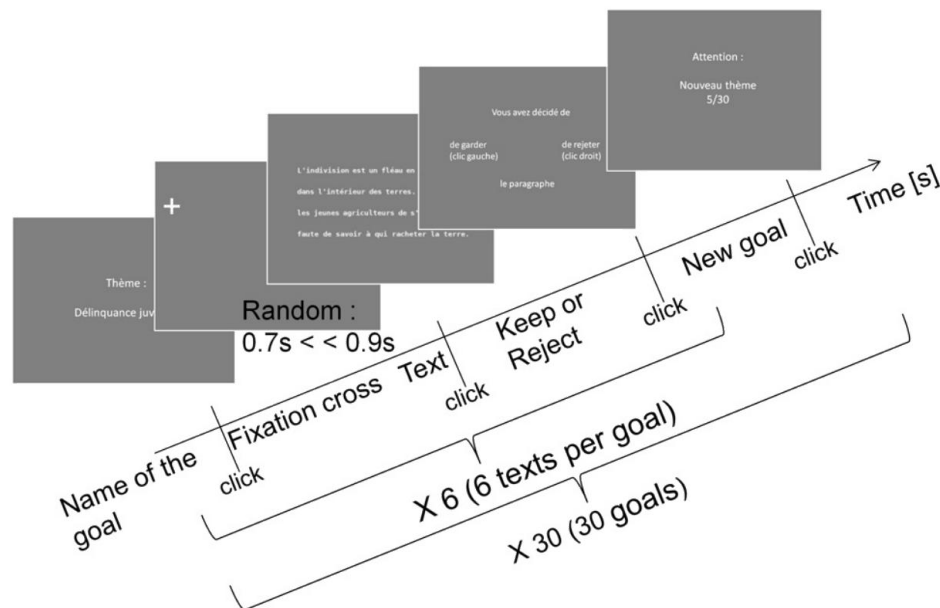 Attention :
Nouveau thème
5/30
Vous avez décidé de
de garder
(clic gauche)
de rejeter
(clic droit)
le paragraphe
L'indivision est un fléau en
dans l'intérieur des terres.
les jeunes agriculteurs de s'
faute de savoir à qui racheter la terre.
+
Thème :
Délinquance juv
Random :
0.7s < < 0.9s
Name of the
goal
click
Fixation cross
Text
click
Keep or
Reject
click
New goal
click
Time [s]
X 6 (6 texts per goal)
X 30 (30 goals)